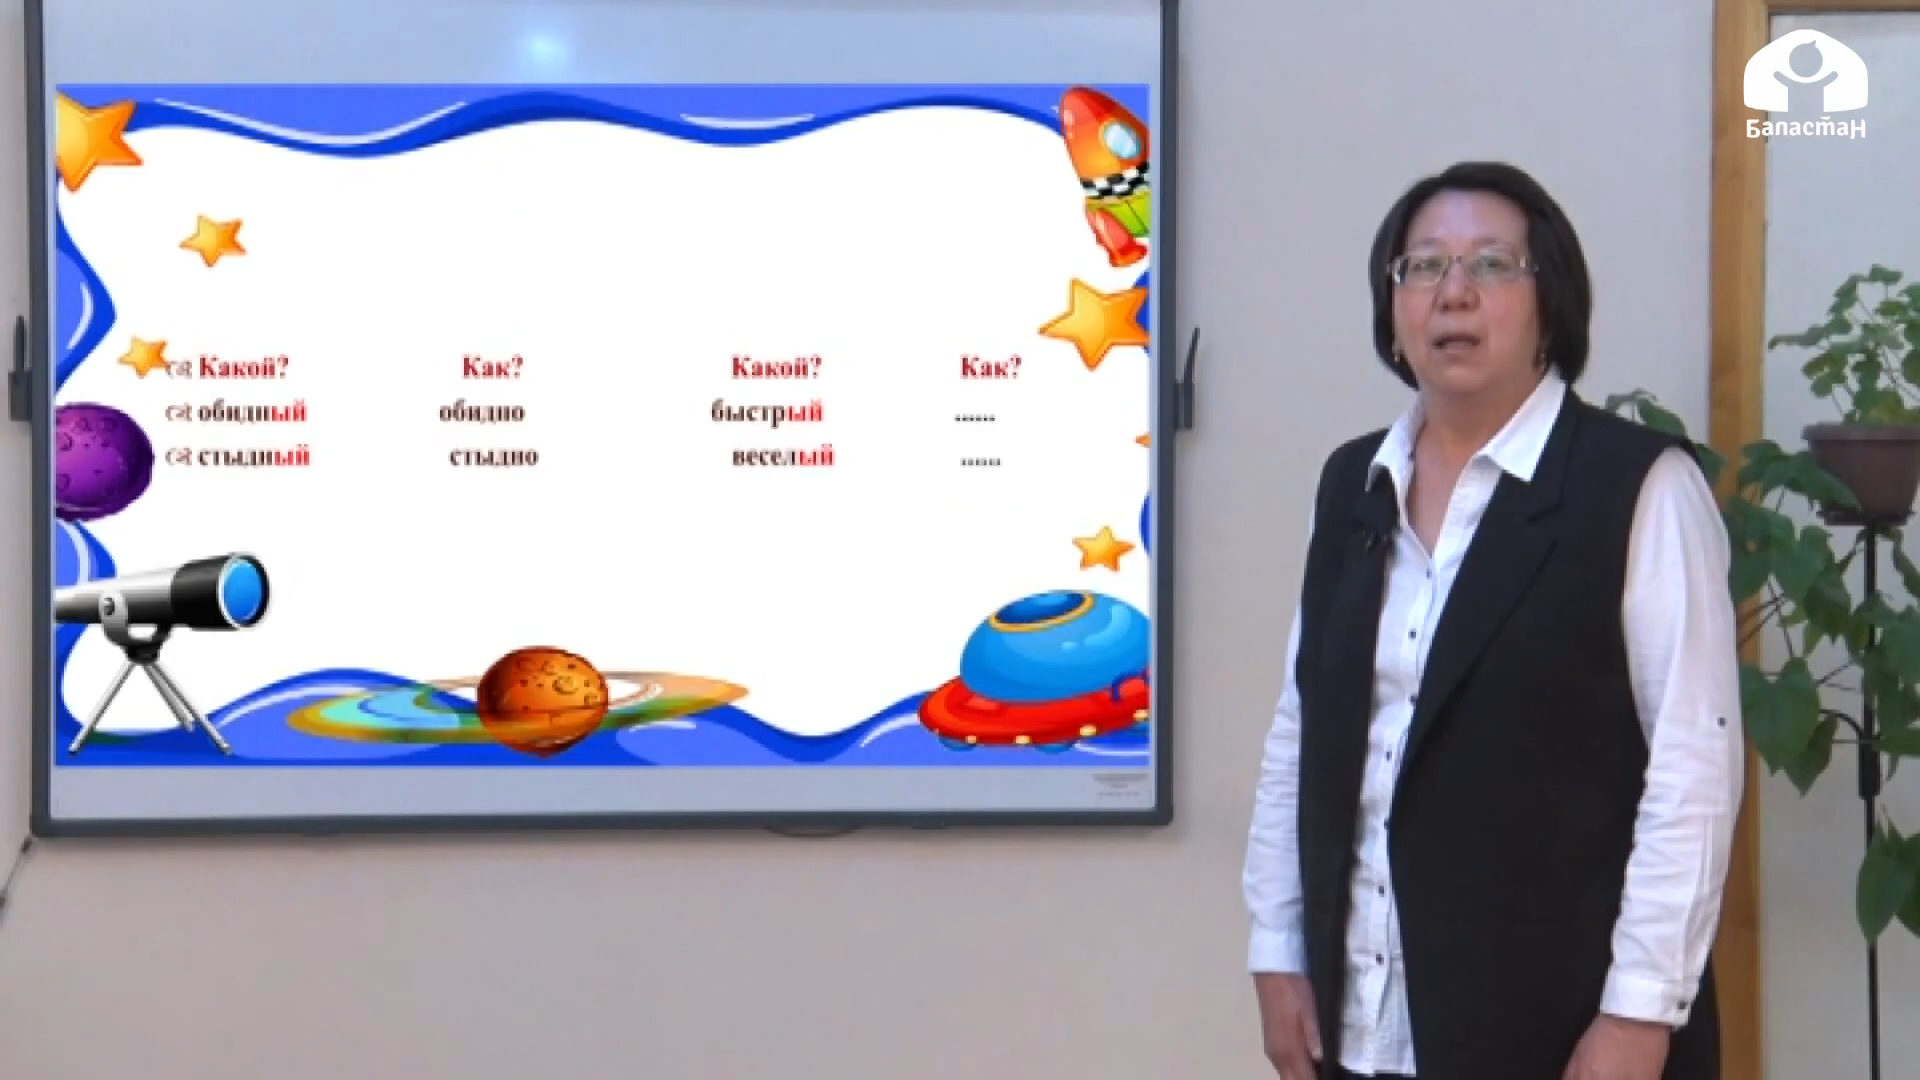 Баластан
Какой? Как? Какой? Как?
обидный обидно быстрый ......
стыдный стыдно веселый ......